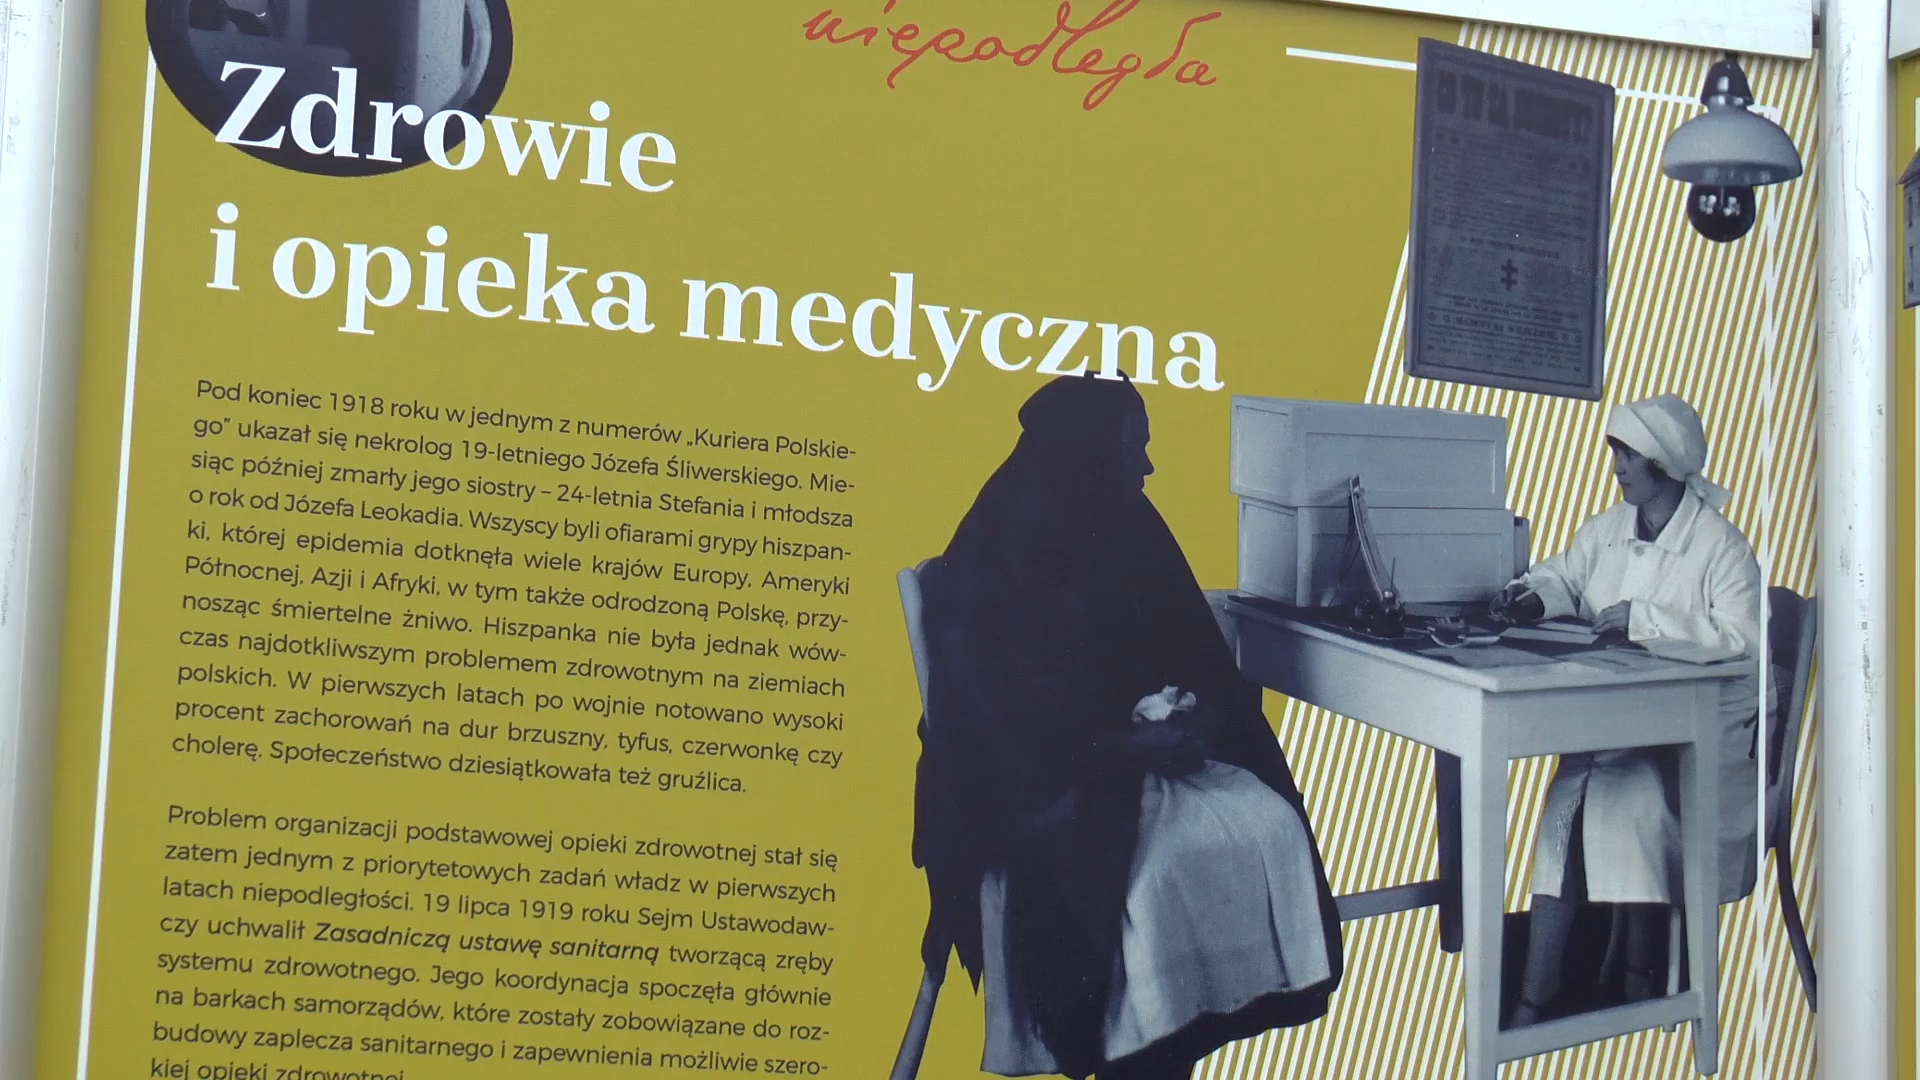 niepodległa
Zdrowie
i opieka medyczna
Pod koniec 1918 roku w jednym z numerów „Kuriera Polskie-
go” ukazał się nekrolog 19-letniego Józefa Śliwerskiego. Mie-
siąc później zmarły jego siostry – 24-letnia Stefania i młodsza
o rok od Józefa Leokadia. Wszyscy byli ofiarami grypy hiszpan-
ki, której epidemia dotknęła wiele krajów Europy, Ameryki
Północnej, Azji i Afryki, w tym także odrodzoną Polskę, przy-
nosząc śmiertelne żniwo. Hiszpanka nie była jednak wów-
czas najdotkliwszym problemem zdrowotnym na ziemiach
polskich. W pierwszych latach po wojnie notowano wysoki
procent zachorowań na dur brzuszny, tyfus, czerwonkę czy
cholerę. Społeczeństwo dziesiątkowała też gruźlica.
Problem organizacji podstawowej opieki zdrowotnej stał się
zatem jednym z priorytetowych zadań władz w pierwszych
latach niepodległości. 19 lipca 1919 roku Sejm Ustawodaw-
czy uchwalił Zasadniczą ustawę sanitarną tworzącą zręby
systemu zdrowotnego. Jego koordynacja spoczęła głównie
na barkach samorządów, które zostały zobowiązane do roz-
budowy zaplecza sanitarnego i zapewnienia możliwie szero-
kiej opieki zdrowotnej